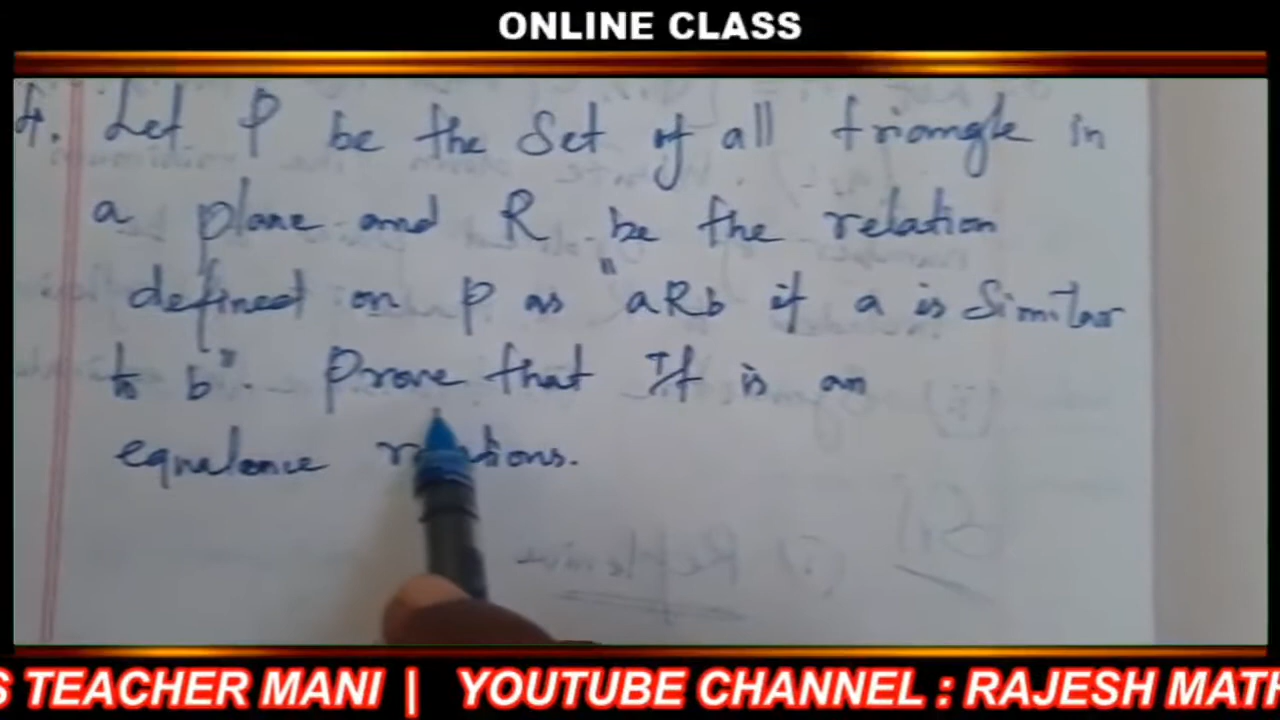 ONLINE CLASS
4. Let P be the Set of all triangle in
a plane and R be the relation
defined on P as "aRb if a is Similar
to b". Prove that It is an
equalence relations.
S TEACHER MANI | YOUTUBE CHANNEL : RAJESH MATH